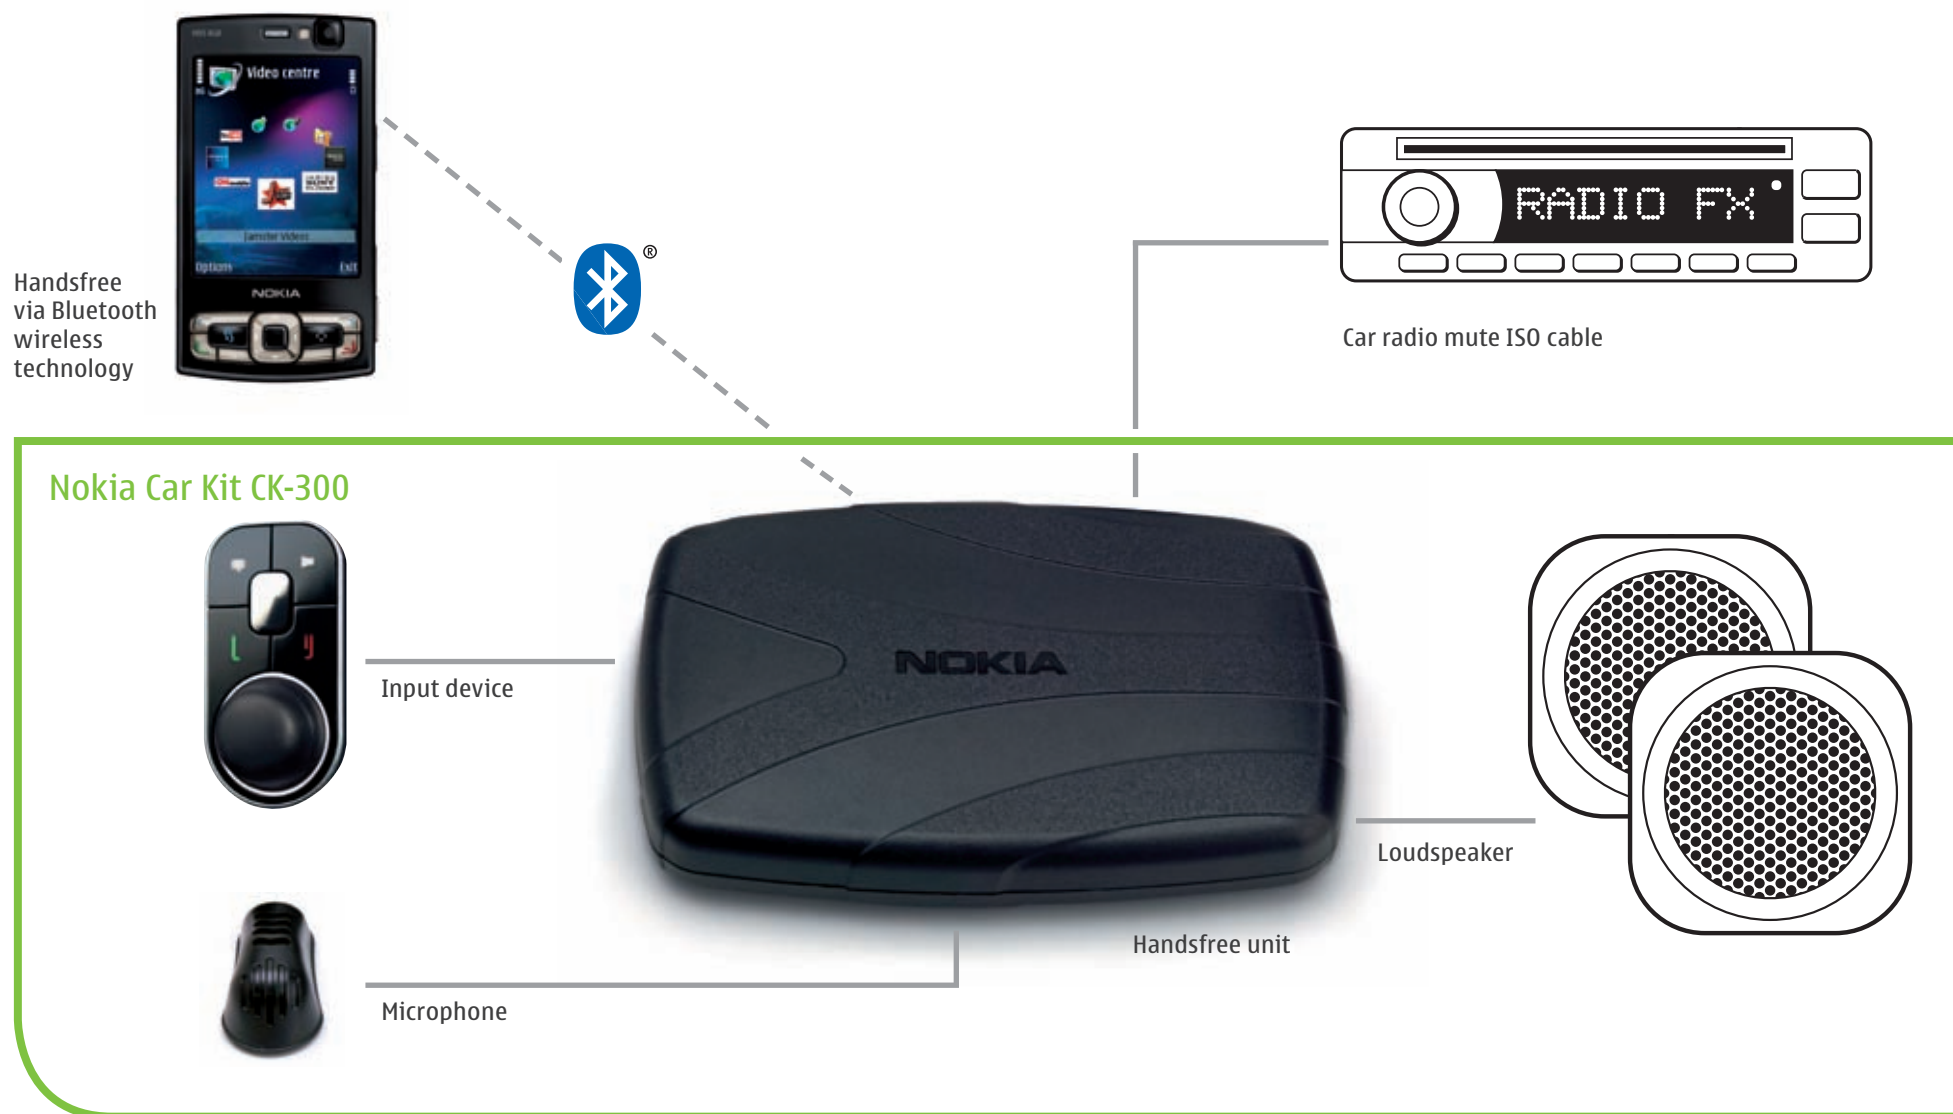 Video centre
Options
Exit
NOKIA
Handsfree
via Bluetooth
wireless
technology
®
RADIO FX
Car radio mute ISO cable
Nokia Car Kit CK-300
NOKIA
Input device
Loudspeaker
Handsfree unit
Microphone